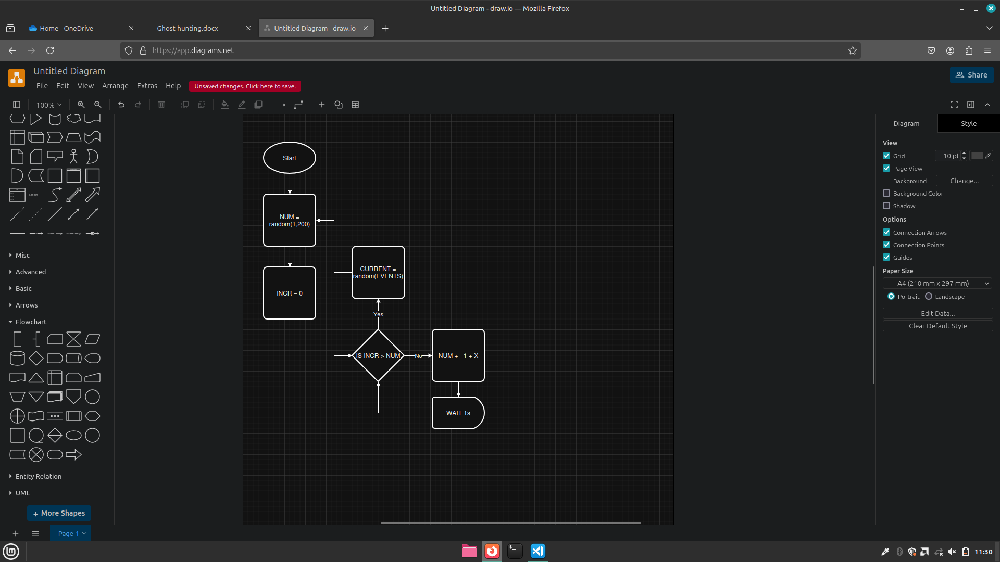 Untitled Diagram - draw.io — Mozilla Firefox
Home - OneDrive
Ghost-hunting.docx
Untitled Diagram - draw.io
https://app.diagrams.net
Untitled Diagram
File Edit View Arrange Extras Help Unsaved changes. Click here to save.
Share
100%
Diagram
Style
View
Grid
10 pt
Page View
Background
Change...
Background Color
Shadow
Options
Connection Arrows
Connection Points
Guides
Paper Size
A4 (210 mm x 297 mm)
Portrait
Landscape
Edit Data...
Clear Default Style
List Item
Misc
Advanced
Basic
Arrows
Flowchart
Entity Relation
UML
+ More Shapes
Start
NUM =
random(1,200)
CURRENT =
random(EVENTS)
INCR = 0
Yes
IS INCR > NUM
No
NUM += 1 + X
WAIT 1s
Page-1
$_
11:30